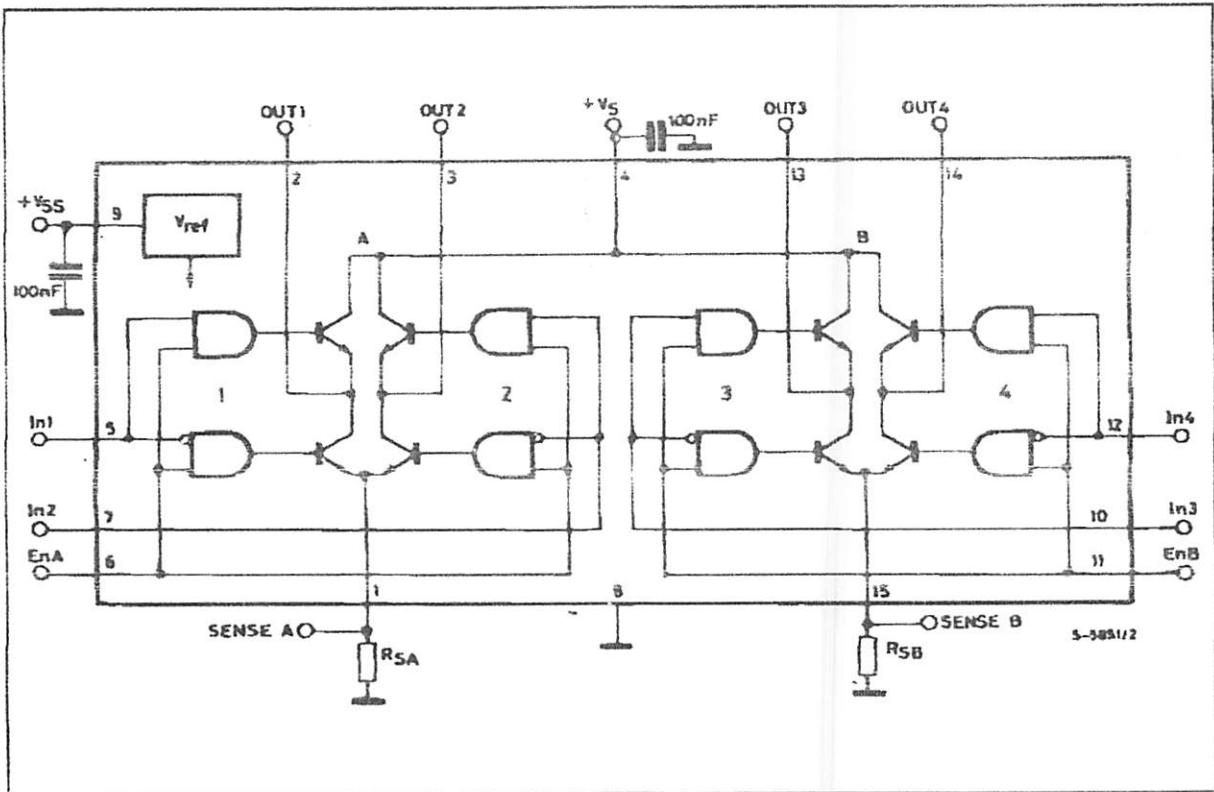 OUT1 OUT2 +VS 100nF OUT3 OUT4
2 3 4 13 14
+VSS 9 Vref
A B
100nF
1 2 3 4
In1 5 12 In4
In2 7 10 In3
EnA 6 11 EnB
1 8 15
SENSE A SENSE B S-5851/2
RSA RSB